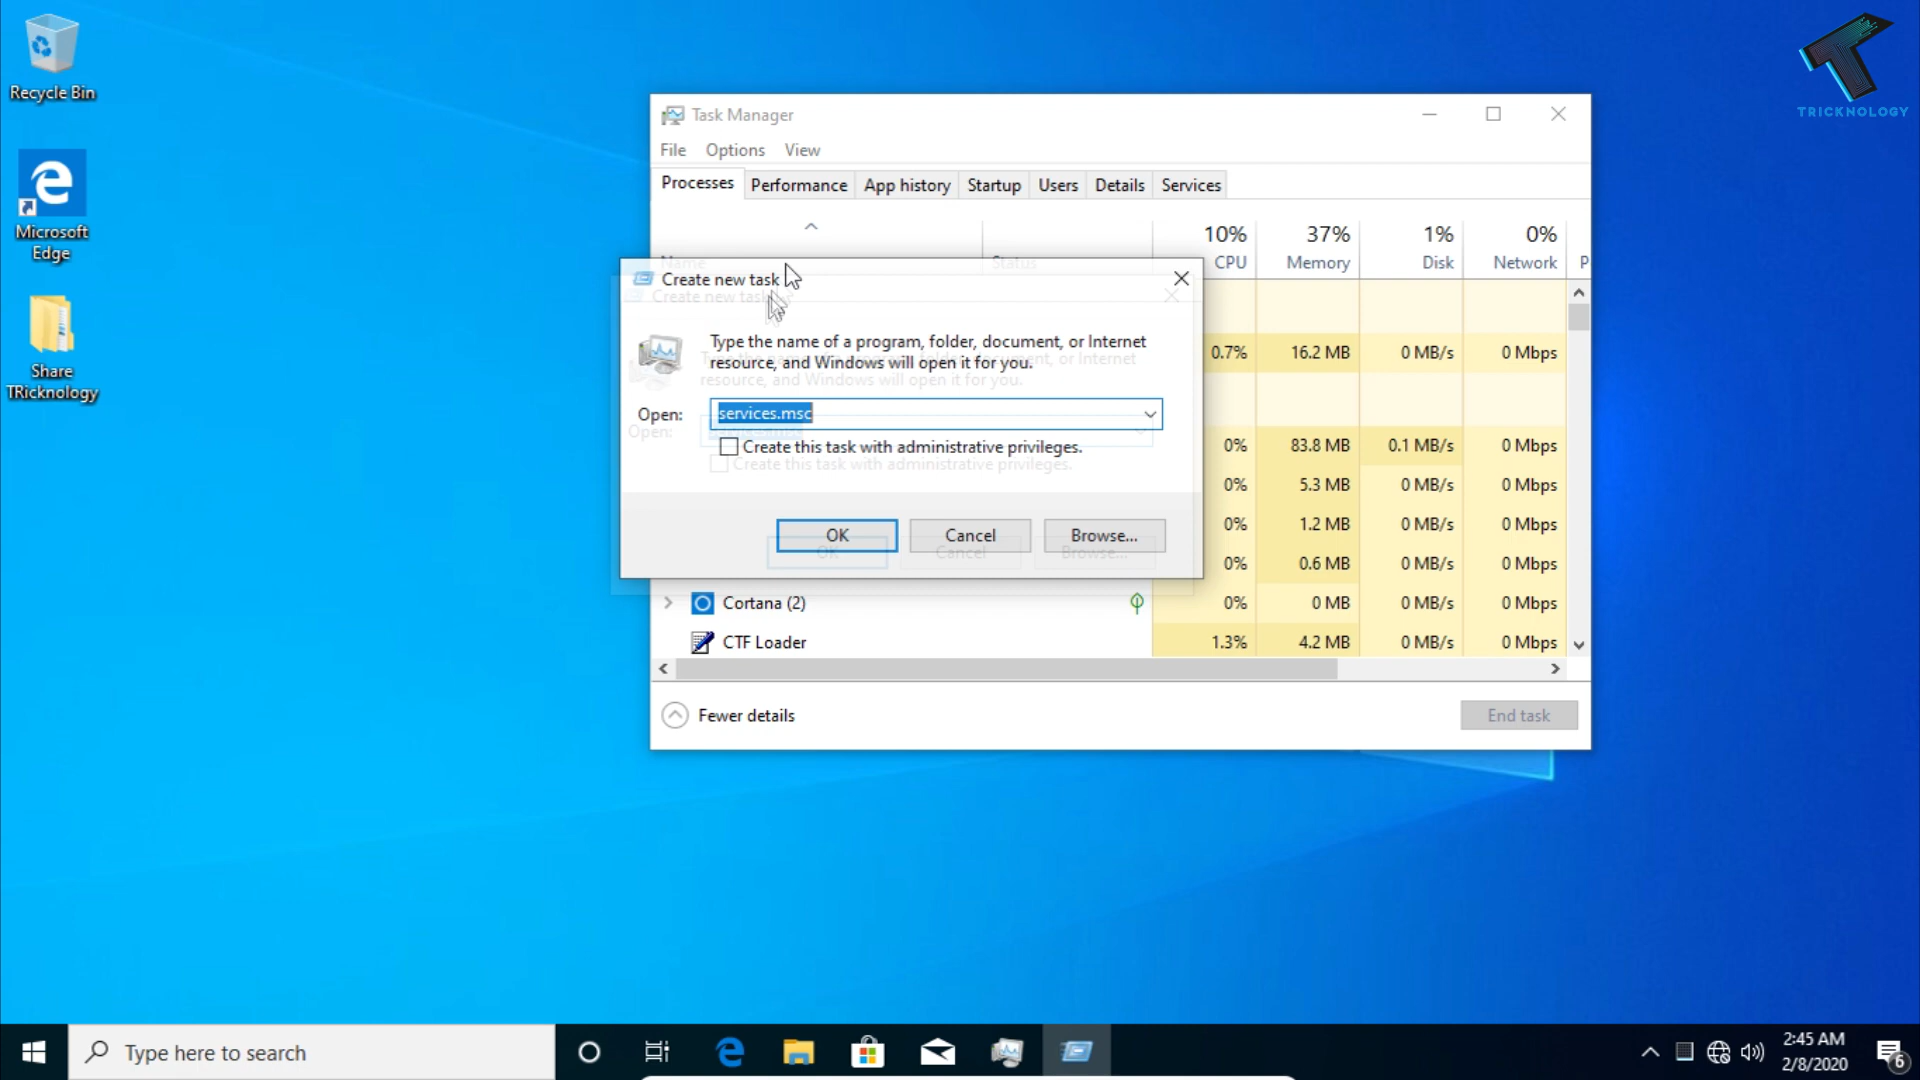 Recycle Bin
Microsoft
Edge
Share
TRicknology
TRICKNOLOGY
Task Manager
File Options View
Processes Performance App history Startup Users Details Services
10% 37% 1% 0%
Name Status CPU Memory Disk Network P
Create new task
Create new task
Type the name of a program, folder, document, or Internet
resource, and Windows will open it for you.
Type the name of a program, folder, document, or Internet
resource, and Windows will open it for you.
Open: services.msc
Open: services.msc
Create this task with administrative privileges.
Create this task with administrative privileges.
OK Cancel Browse...
OK Cancel Browse...
0.7% 16.2 MB 0 MB/s 0 Mbps
0% 83.8 MB 0.1 MB/s 0 Mbps
0% 5.3 MB 0 MB/s 0 Mbps
0% 1.2 MB 0 MB/s 0 Mbps
0% 0.6 MB 0 MB/s 0 Mbps
Cortana (2) 0% 0 MB 0 MB/s 0 Mbps
CTF Loader 1.3% 4.2 MB 0 MB/s 0 Mbps
Fewer details End task
Type here to search
2:45 AM
2/8/2020
6